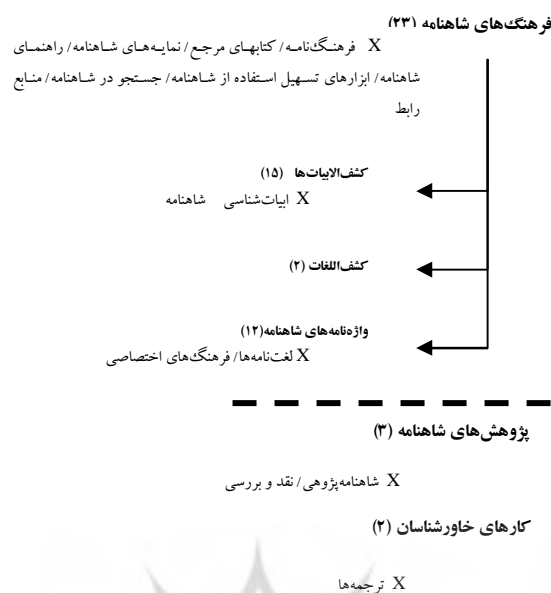 فرهنگ‌های شاهنامه (۲۳)
X فرهنگ‌نامه/ کتابهای مرجع/ نمایه‌های شاهنامه/ راهنمای
شاهنامه/ ابزارهای تسهیل استفاده از شاهنامه/ جستجو در شاهنامه/ منابع
رابط
کشف‌الابیات‌ها (۱۵)
X ابیات‌شناسی شاهنامه
کشف‌اللغات (۲)
واژه‌نامه‌های شاهنامه(۱۲)
X لغت‌نامه‌ها/ فرهنگ‌های اختصاصی
پژوهش‌های شاهنامه (۳)
X شاهنامه‌پژوهی/ نقد و بررسی
کارهای خاورشناسان (۲)
X ترجمه‌ها